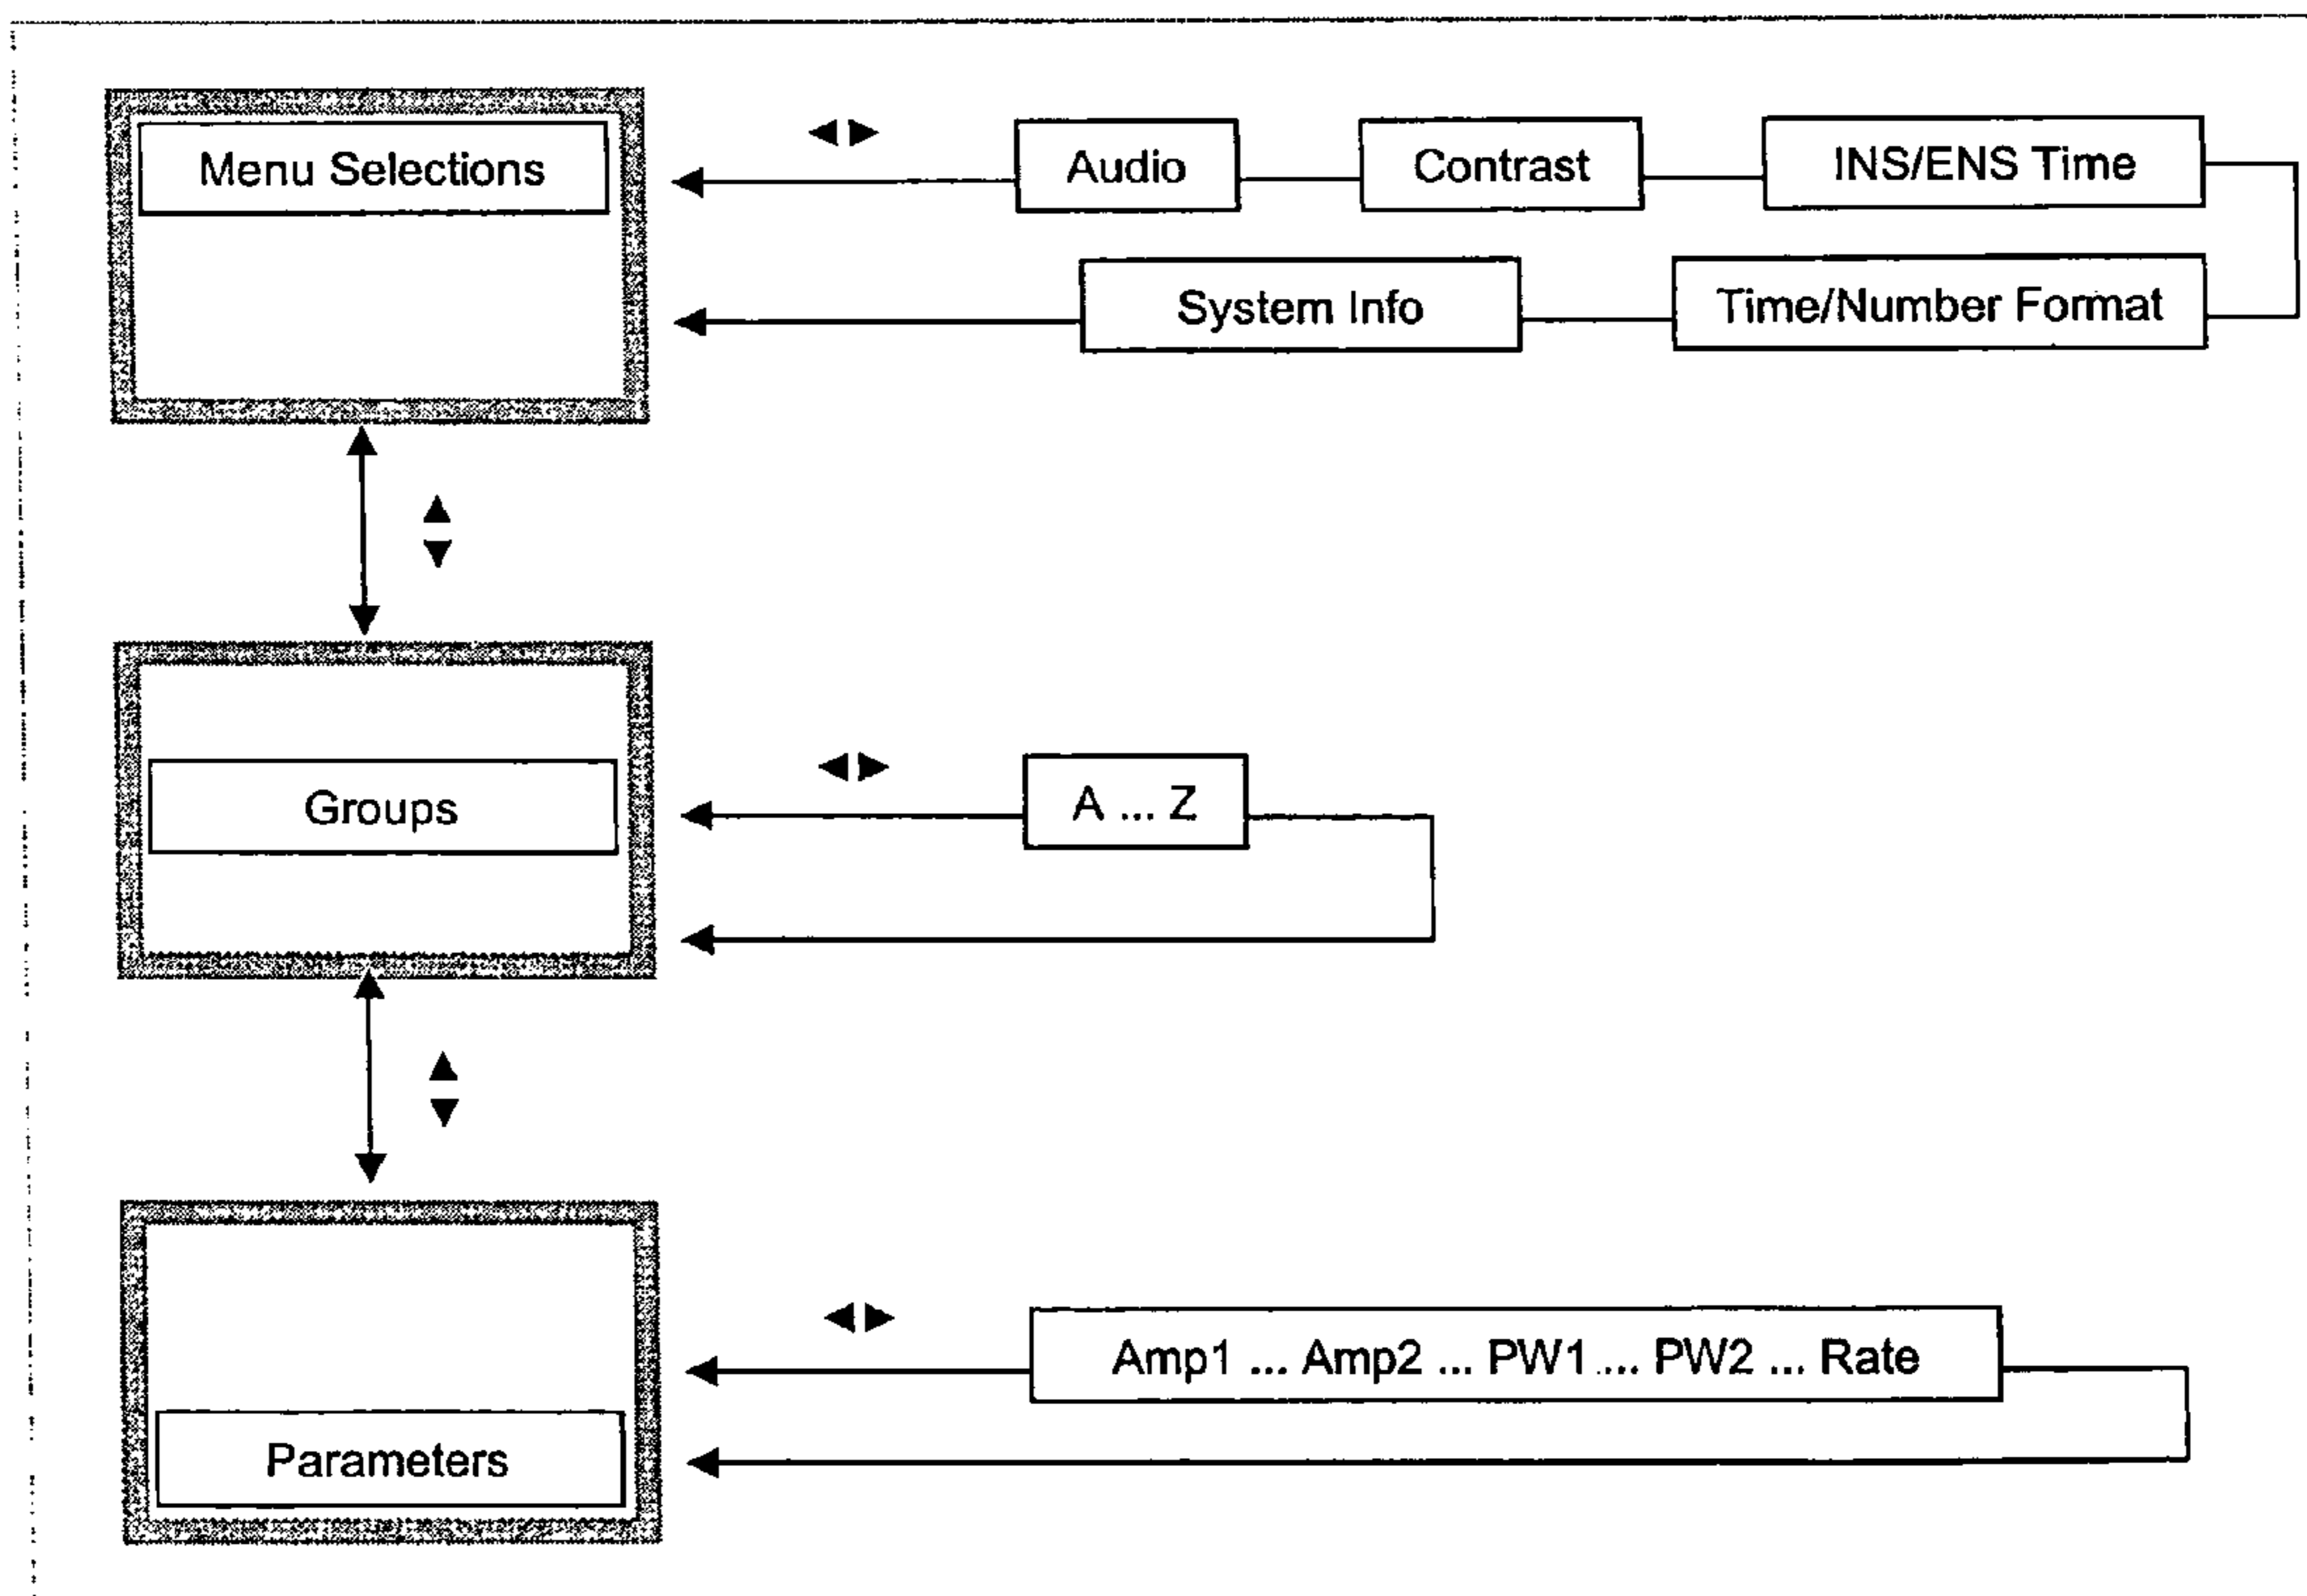 Menu Selections
Audio
Contrast
INS/ENS Time
System Info
Time/Number Format
Groups
A ... Z
Amp1 ... Amp2 ... PW1 ... PW2 ... Rate
Parameters